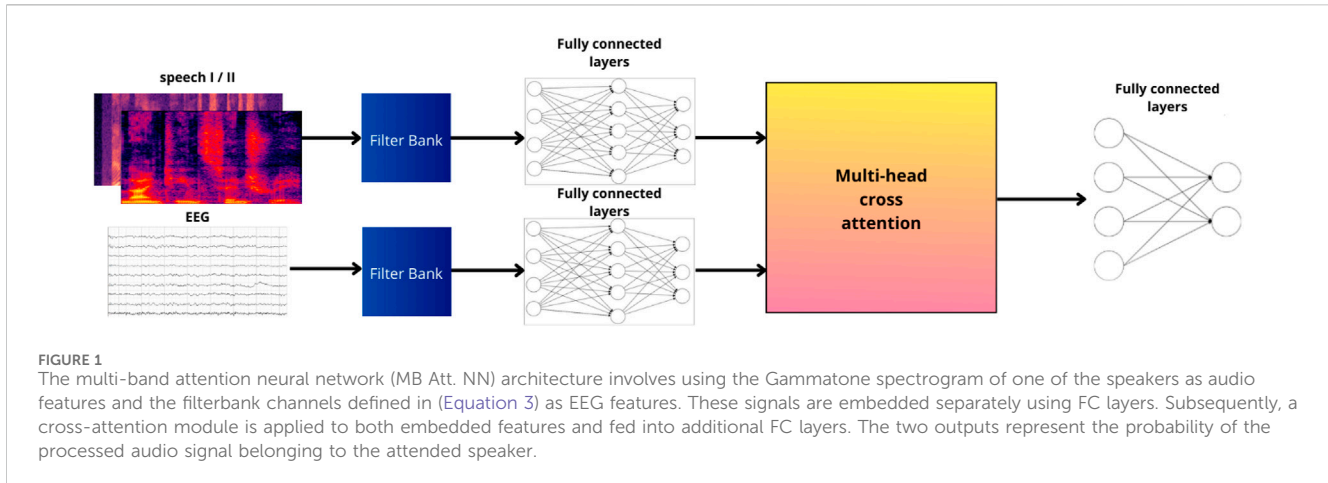 Fully connected
layers
speech I / II
Filter Bank
Fully connected
layers
EEG
Filter Bank
Multi-head
cross
attention
Fully connected
layers
FIGURE 1
The multi-band attention neural network (MB Att. NN) architecture involves using the Gammatone spectrogram of one of the speakers as audio
features and the filterbank channels defined in (Equation 3) as EEG features. These signals are embedded separately using FC layers. Subsequently, a
cross-attention module is applied to both embedded features and fed into additional FC layers. The two outputs represent the probability of the
processed audio signal belonging to the attended speaker.